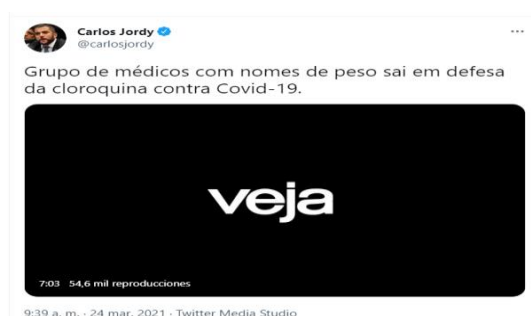 Carlos Jordy
@carlosjordy
Grupo de médicos com nomes de peso sai em defesa
da cloroquina contra Covid-19.
veja
7:03 54,6 mil reproducciones
9:39 a. m. · 24 mar. 2021 · Twitter Media Studio